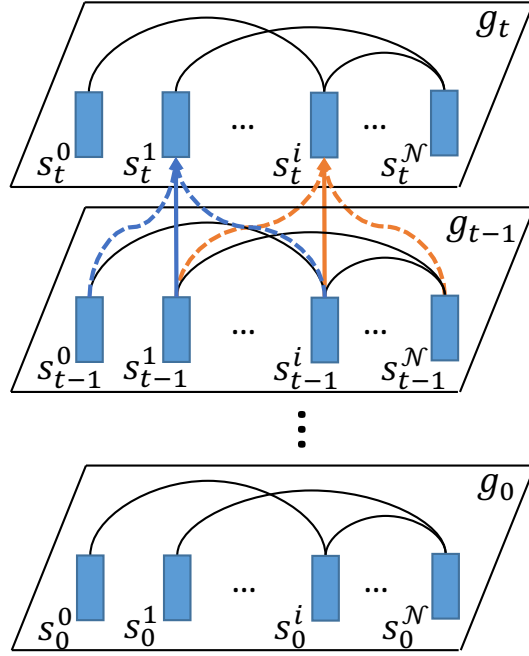 g_t
... ...
s_t^0 s_t^1 s_t^i s_t^𝒩
g_{t−1}
... ...
s_{t−1}^0 s_{t−1}^1 s_{t−1}^i s_{t−1}^𝒩
⋮
g_0
... ...
s_0^0 s_0^1 s_0^i s_0^𝒩